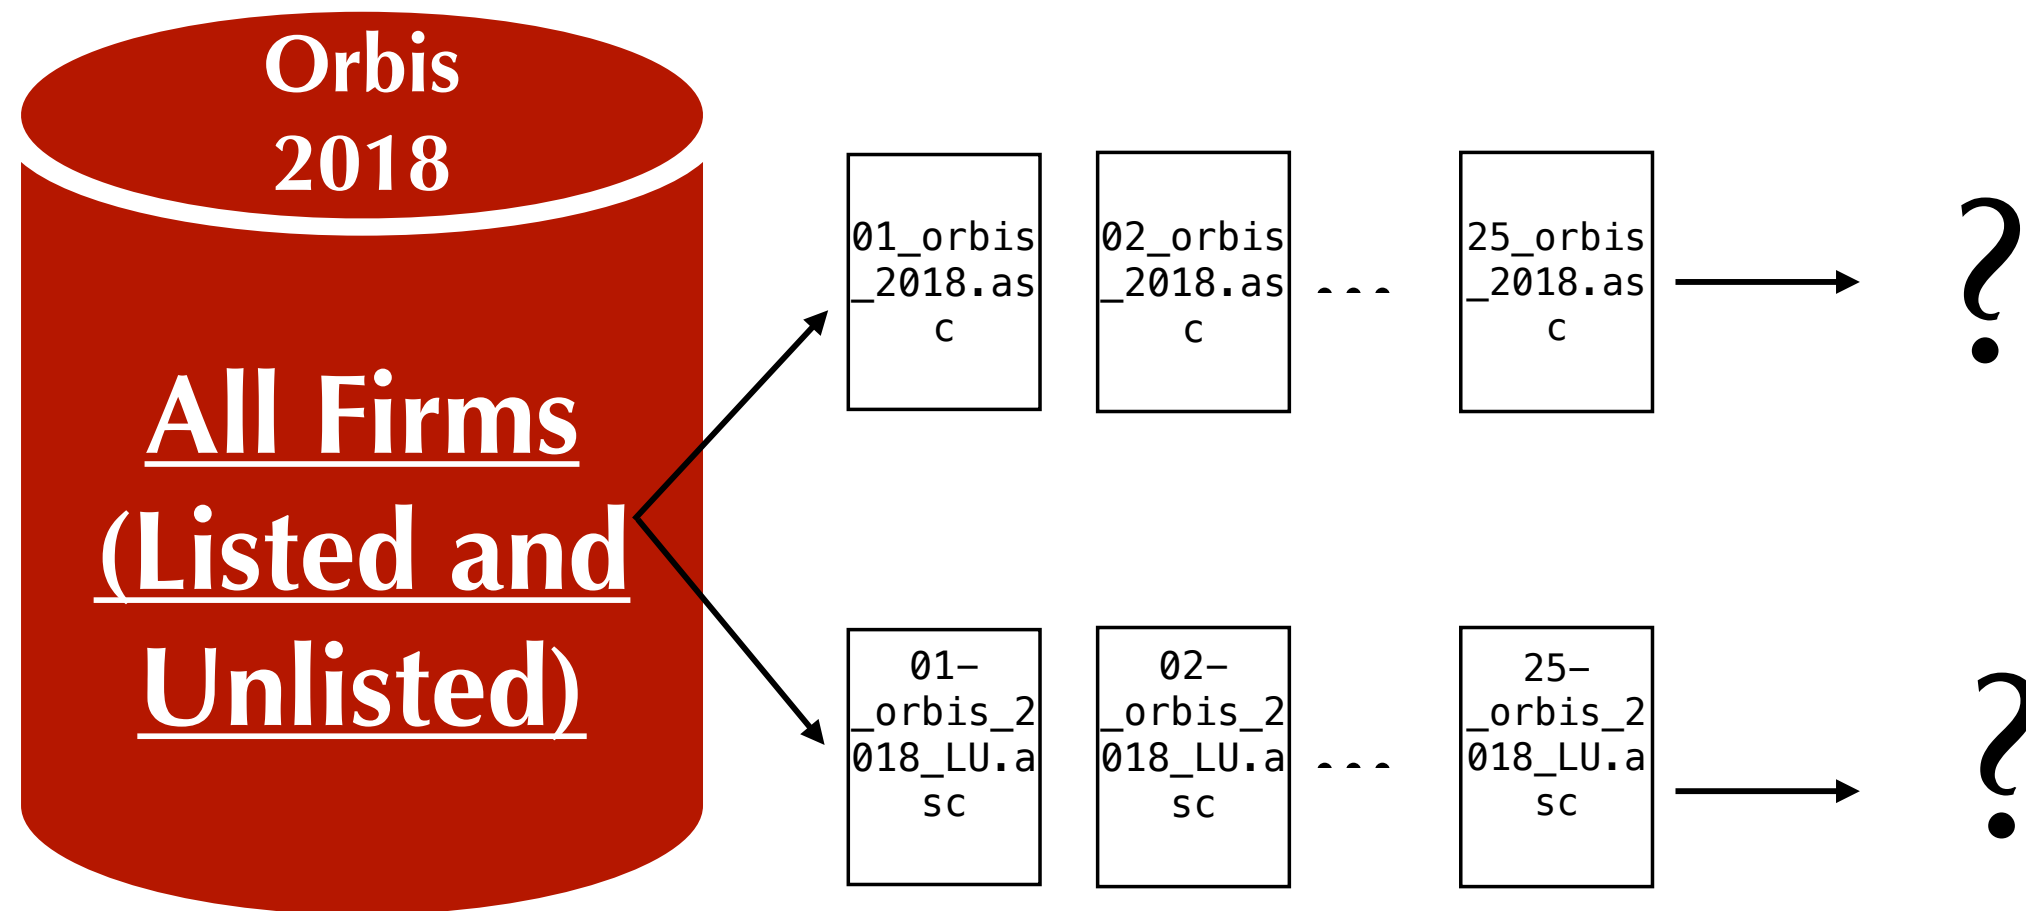 Orbis
2018
All Firms
(Listed and
Unlisted)
01_orbis
_2018.as
c
02_orbis
_2018.as
c
...
25_orbis
_2018.as
c
?
01-
_orbis_2
018_LU.a
sc
02-
_orbis_2
018_LU.a
sc
...
25-
_orbis_2
018_LU.a
sc
?